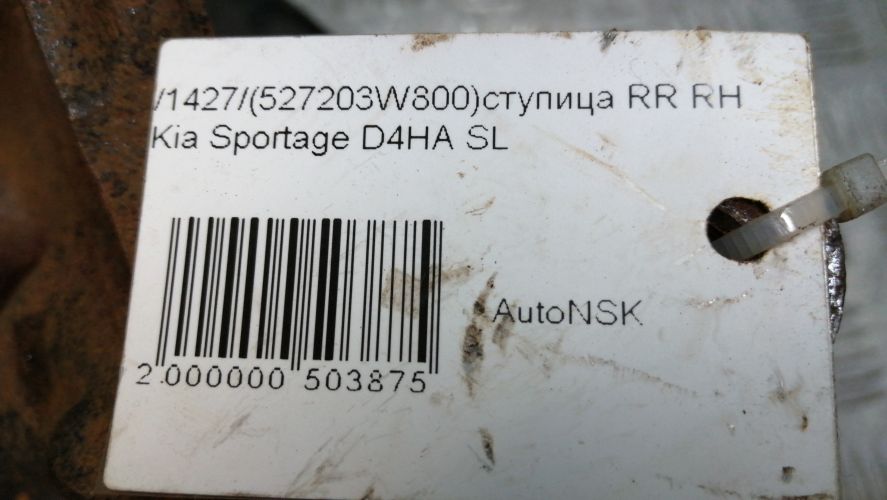 /1427/(527203W800)ступица RR RH
Kia Sportage D4HA SL
AutoNSK
2 000000 503875